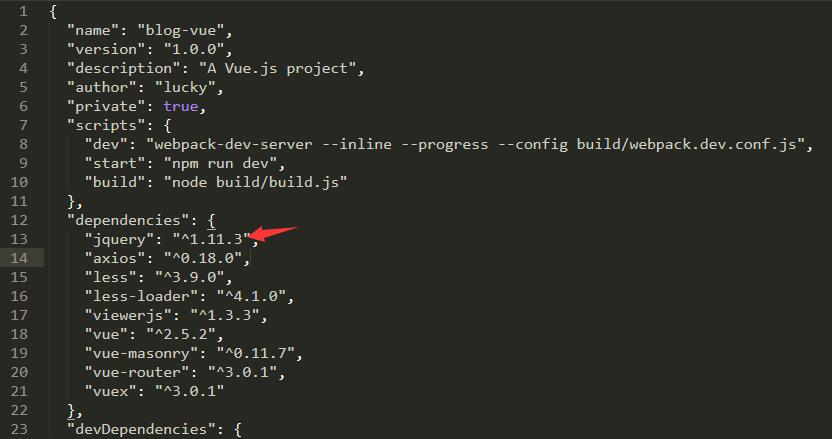 1 {
2   "name": "blog-vue",
3   "version": "1.0.0",
4   "description": "A Vue.js project",
5   "author": "lucky",
6   "private": true,
7   "scripts": {
8     "dev": "webpack-dev-server --inline --progress --config build/webpack.dev.conf.js",
9     "start": "npm run dev",
10     "build": "node build/build.js"
11   },
12   "dependencies": {
13     "jquery": "^1.11.3",
14     "axios": "^0.18.0",
15     "less": "^3.9.0",
16     "less-loader": "^4.1.0",
17     "viewerjs": "^1.3.3",
18     "vue": "^2.5.2",
19     "vue-masonry": "^0.11.7",
20     "vue-router": "^3.0.1",
21     "vuex": "^3.0.1"
22   },
23   "devDependencies": {